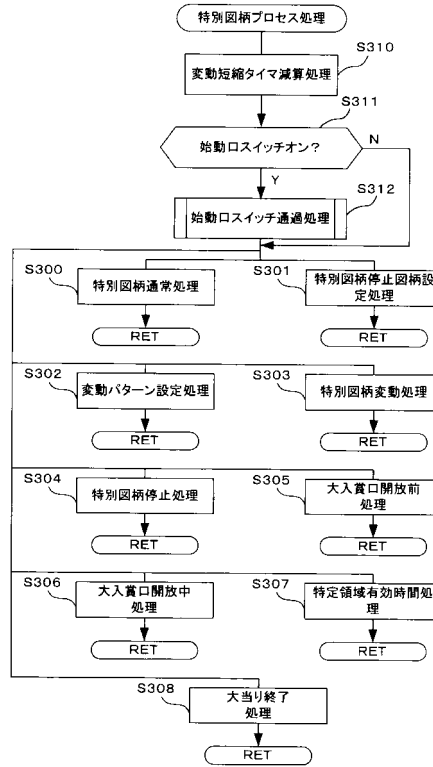 特別図柄プロセス処理
S310
変動短縮タイマ減算処理
S311
始動口スイッチオン?
N
Y
S312
始動口スイッチ通過処理
S300
特別図柄通常処理
RET
S301
特別図柄停止図柄設
定処理
RET
S302
変動パターン設定処理
RET
S303
特別図柄変動処理
RET
S304
特別図柄停止処理
RET
S305
大入賞口開放前
処理
RET
S306
大入賞口開放中
処理
RET
S307
特定領域有効時間処
理
RET
S308
大当り終了
処理
RET